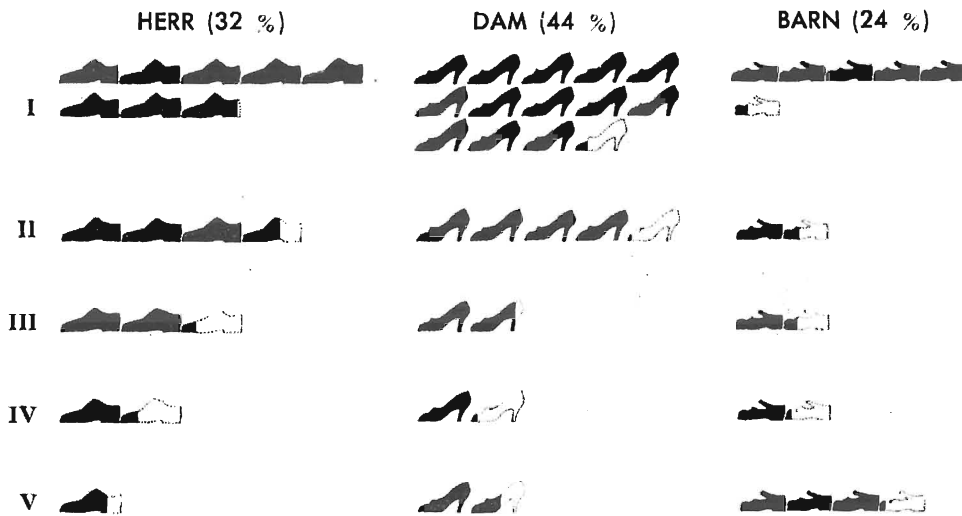 HERR (32 %) DAM (44 %) BARN (24 %)
I
II
III
IV
V